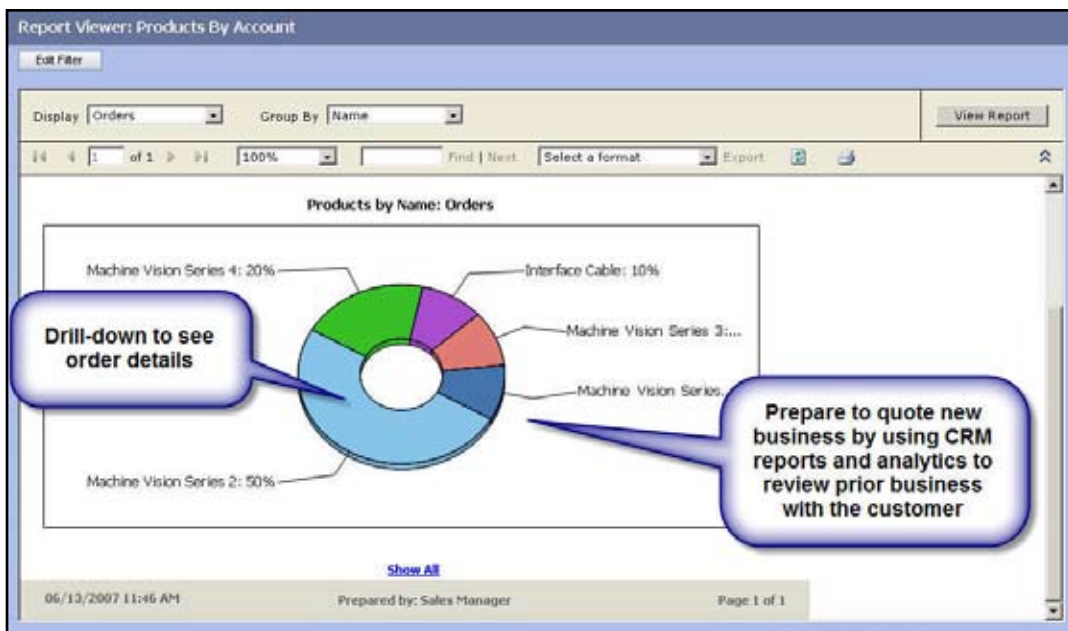 Report Viewer: Products By Account
Edit Filter
Display Orders Group By Name View Report
1 of 1 100% Find | Next Select a format Export
Products by Name: Orders
Machine Vision Series 4: 20%
Interface Cable: 10%
Machine Vision Series 3:...
Machine Vision Series.
Machine Vision Series 2: 50%
Drill-down to see
order details
Prepare to quote new
business by using CRM
reports and analytics to
review prior business
with the customer
Show All
06/13/2007 11:46 AM Prepared by: Sales Manager Page 1 of 1